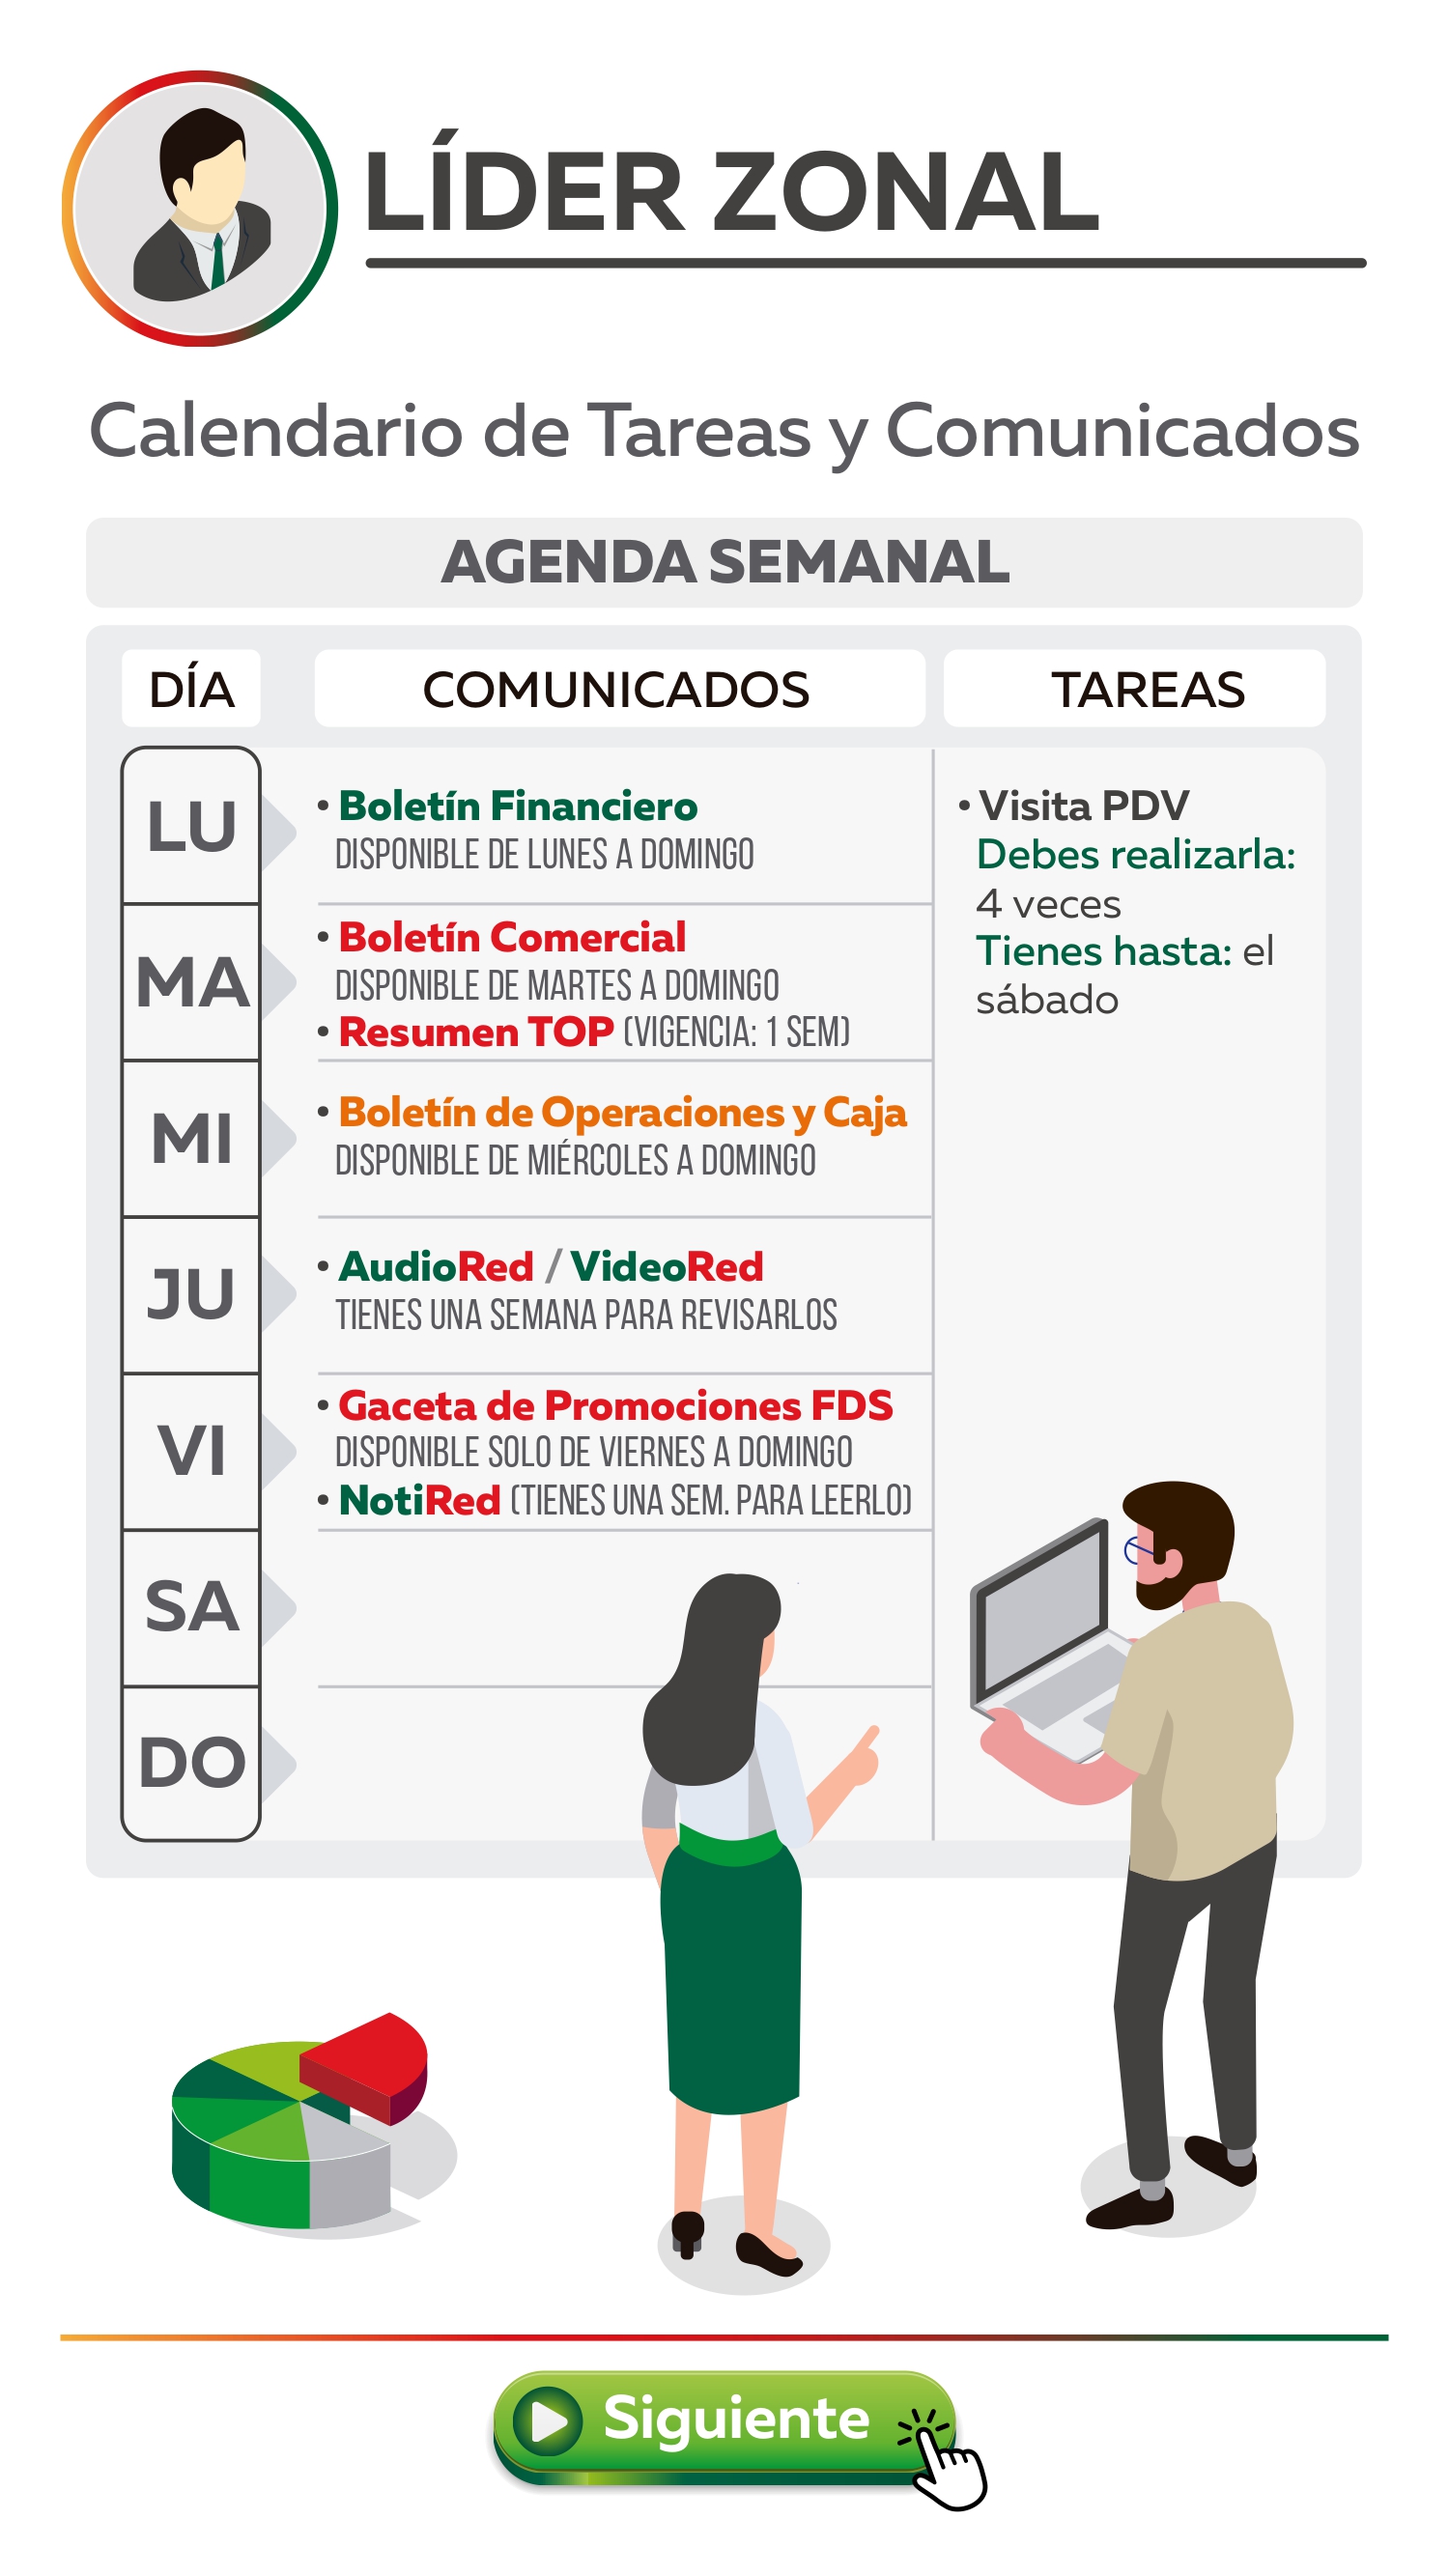 LÍDER ZONAL
Calendario de Tareas y Comunicados
AGENDA SEMANAL
DÍA
COMUNICADOS
TAREAS
LU
• Boletín Financiero
DISPONIBLE DE LUNES A DOMINGO
• Visita PDV
Debes realizarla:
4 veces
Tienes hasta: el
sábado
MA
• Boletín Comercial
DISPONIBLE DE MARTES A DOMINGO
• Resumen TOP (VIGENCIA: 1 SEM)
MI
• Boletín de Operaciones y Caja
DISPONIBLE DE MIÉRCOLES A DOMINGO
JU
• AudioRed / VideoRed
TIENES UNA SEMANA PARA REVISARLOS
VI
• Gaceta de Promociones FDS
DISPONIBLE SOLO DE VIERNES A DOMINGO
• NotiRed (TIENES UNA SEM. PARA LEERLO)
SA
DO
Siguiente